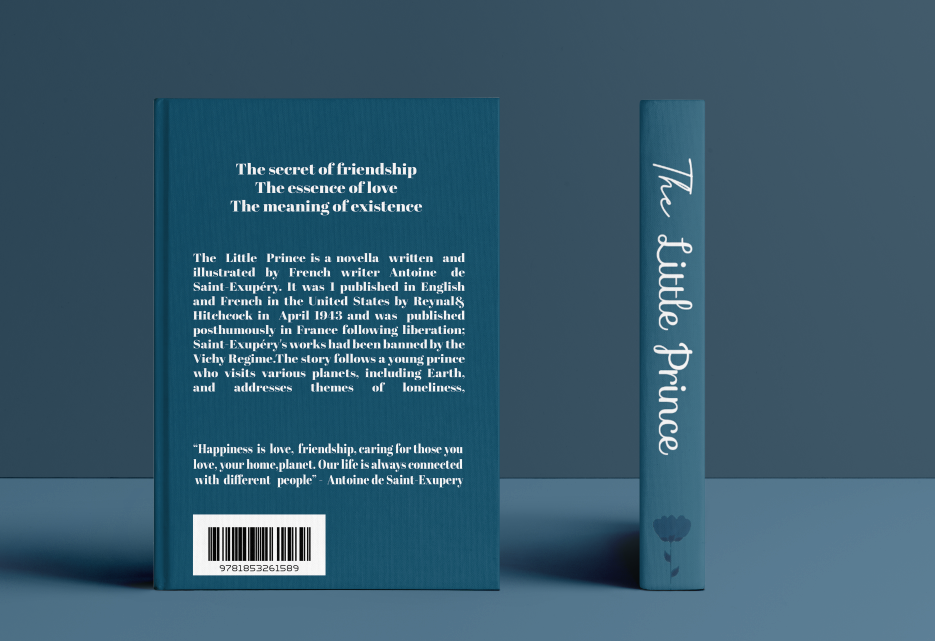 The secret of friendship
The essence of love
The meaning of existence
The Little Prince is a novella written and
illustrated by French writer Antoine de
Saint-Exupéry. It was 1 published in English
and French in the United States by Reynal&
Hitchcock in April 1943 and was published
posthumously in France following liberation;
Saint-Exupéry's works had been banned by the
Vichy Regime.The story follows a young prince
who visits various planets, including Earth,
and addresses themes of loneliness,
“Happiness is love, friendship, caring for those you
love, your home,planet. Our life is always connected
with different people” - Antoine de Saint-Exupery
9781853261589
The Little Prince